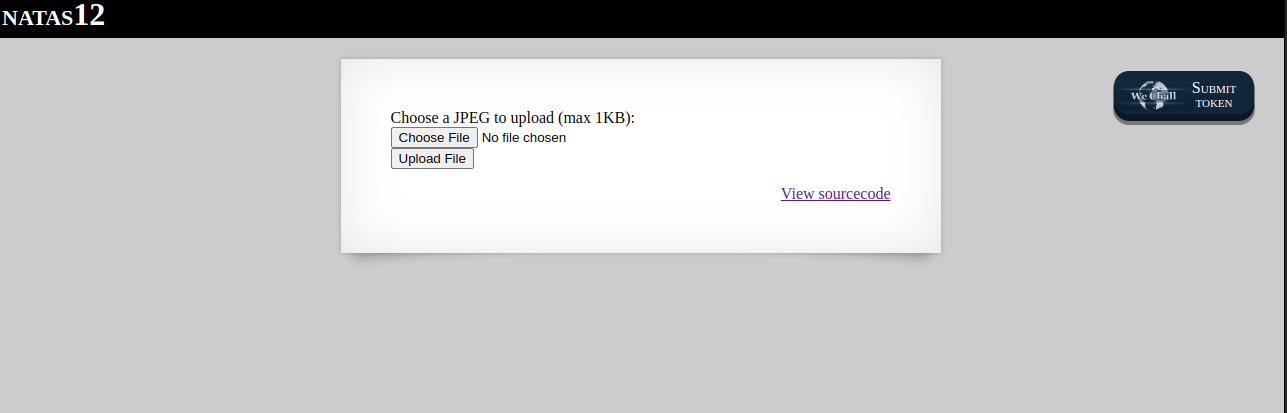 NATAS12
We Chall
SUBMIT
TOKEN
Choose a JPEG to upload (max 1KB):
Choose File No file chosen
Upload File
View sourcecode